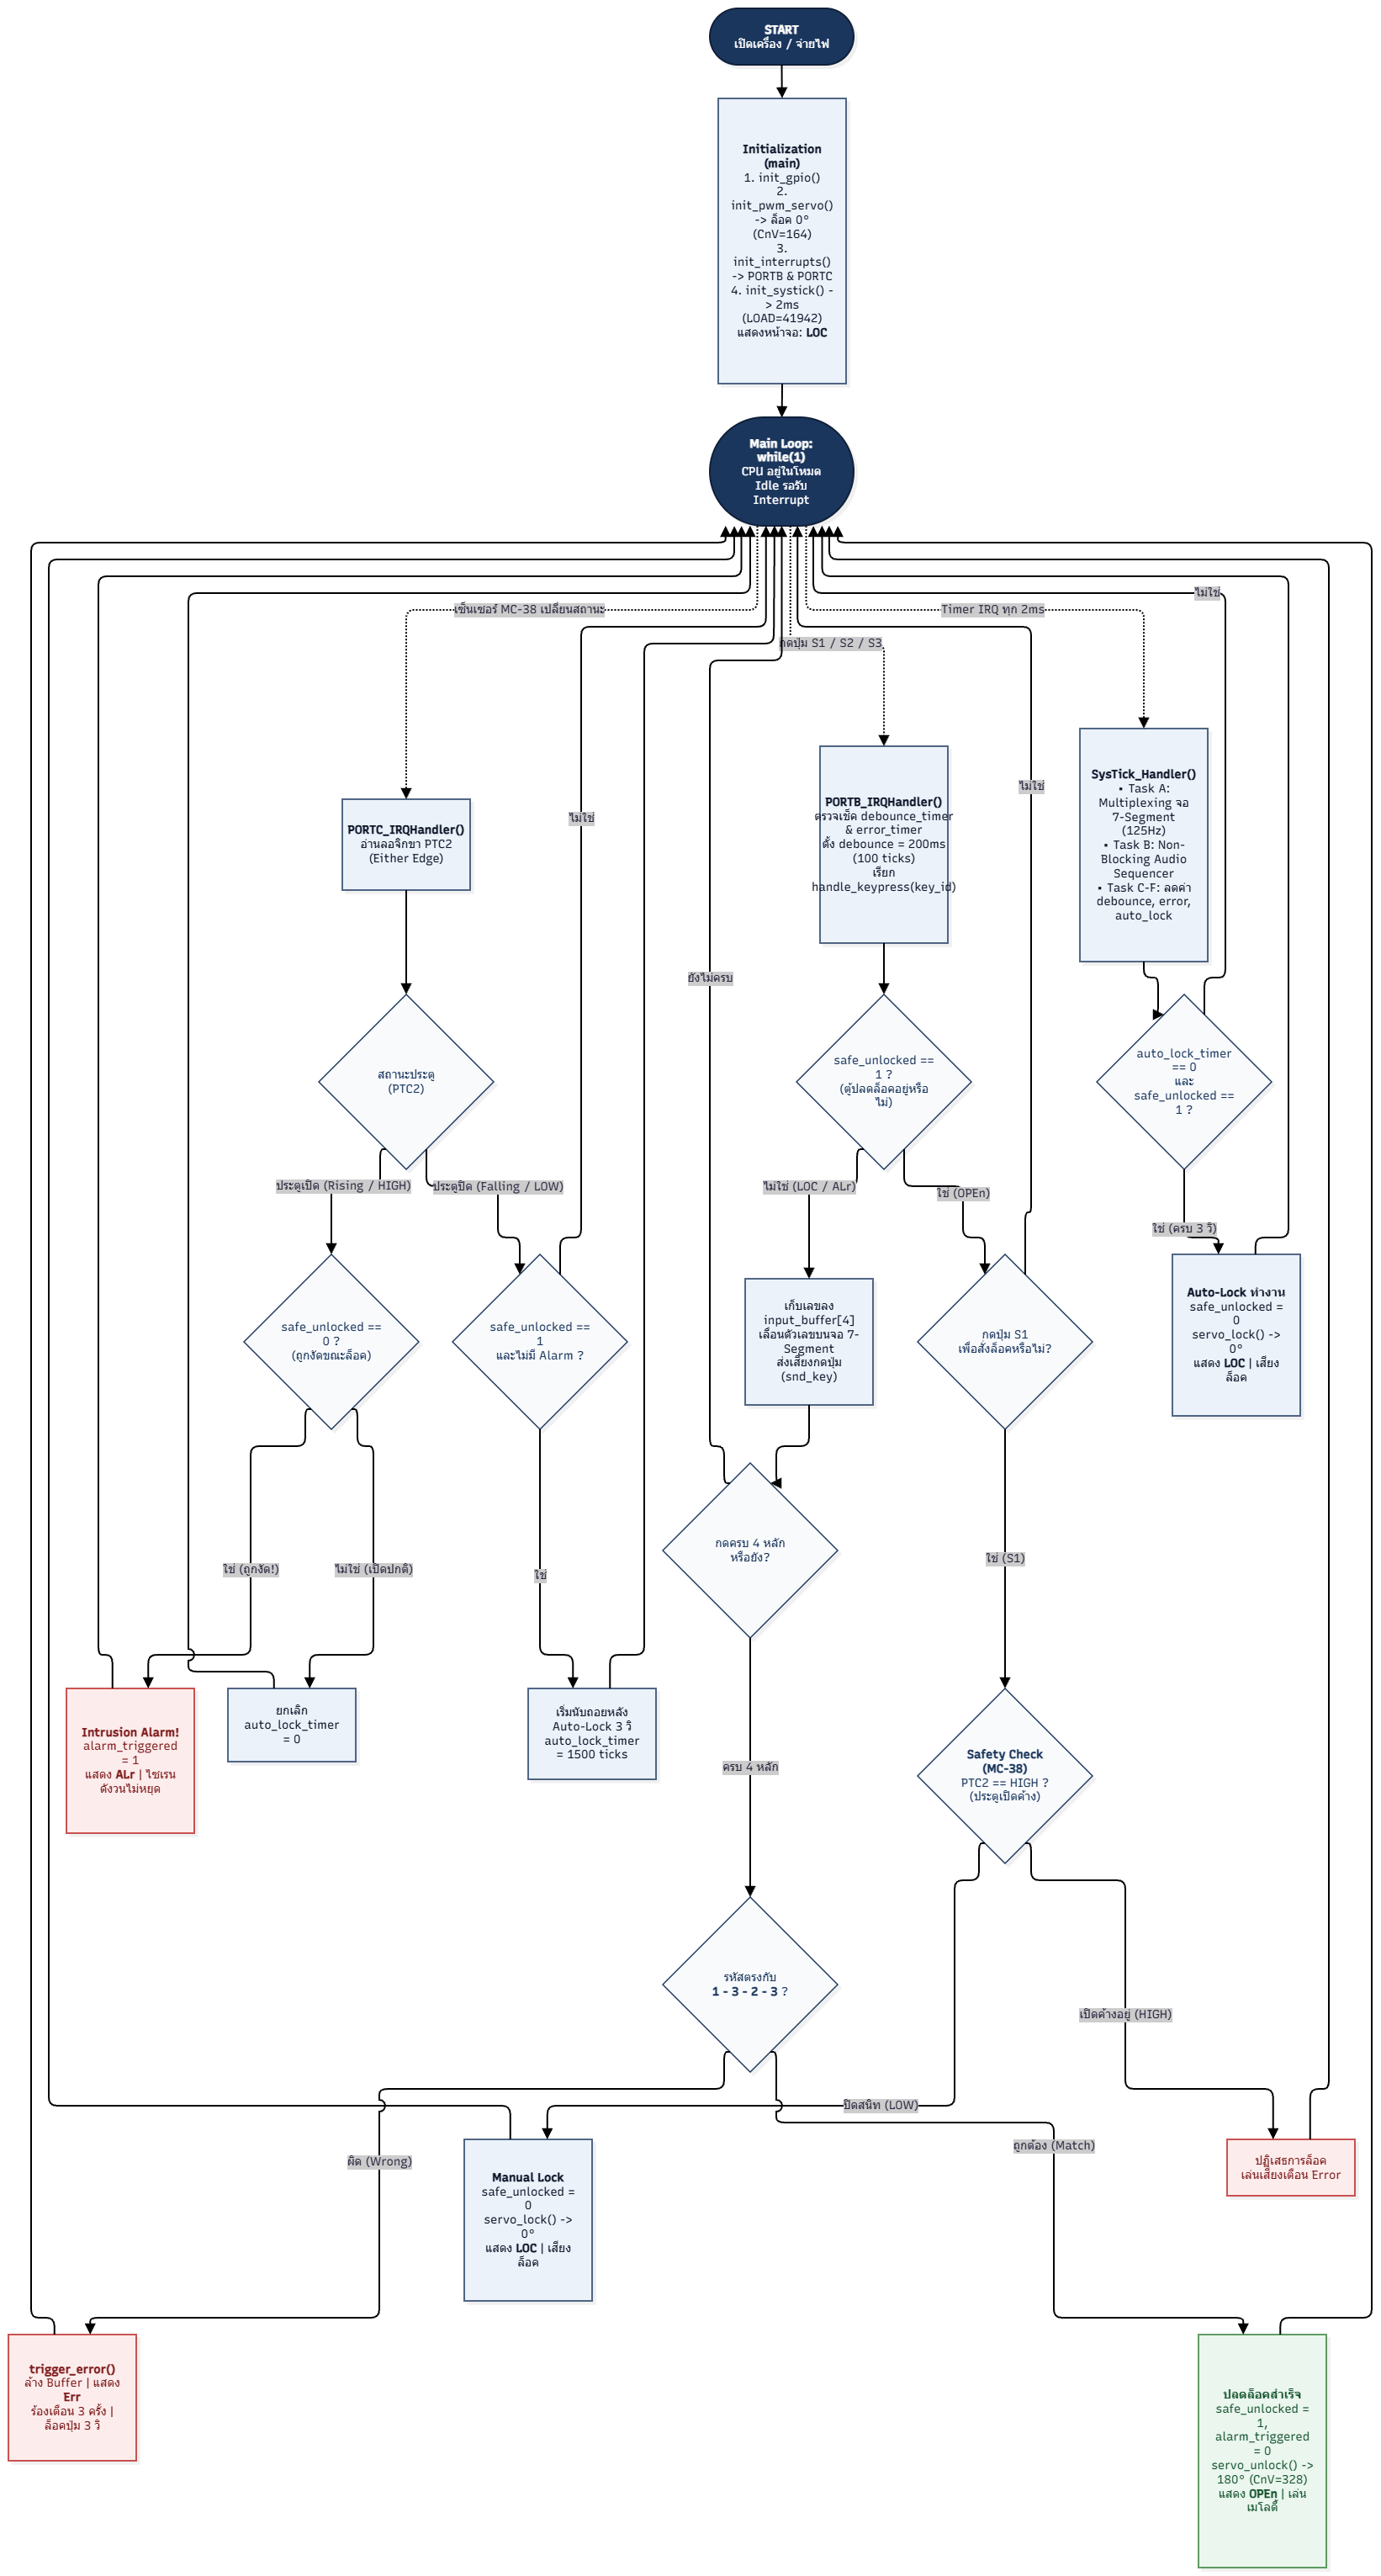 START
เปิดเครื่อง / จ่ายไฟ
Initialization
(main)
1. init_gpio()
2.
init_pwm_servo()
-> ล็อค 0°
(CnV=164)
3.
init_interrupts()
-> PORTB & PORTC
4. init_systick() -
> 2ms
(LOAD=41942)
แสดงหน้าจอ: LOC
Main Loop:
while(1)
CPU อยู่ในโหมด
Idle รอรับ
Interrupt
ไม่ใช่
เซ็นเซอร์ MC-38 เปลี่ยนสถานะ
Timer IRQ ทุก 2ms
กดปุ่ม S1 / S2 / S3
ไม่ใช่
ไม่ใช่
PORTC_IRQHandler()
อ่านลอจิกขา PTC2
(Either Edge)
PORTB_IRQHandler()
ตรวจเช็ค debounce_timer
& error_timer
ตั้ง debounce = 200ms
(100 ticks)
เรียก
handle_keypress(key_id)
SysTick_Handler()
• Task A:
Multiplexing จอ
7-Segment
(125Hz)
• Task B: Non-
Blocking Audio
Sequencer
• Task C-F: ลดค่า
debounce, error,
auto_lock
ยังไม่ครบ
สถานะประตู
(PTC2)
safe_unlocked ==
1 ?
(ตู้ปลดล็อคอยู่หรือ
ไม่)
auto_lock_timer
== 0
และ
safe_unlocked ==
1 ?
ประตูเปิด (Rising / HIGH)
ประตูปิด (Falling / LOW)
ไม่ใช่ (LOC / ALr)
ใช่ (OPEn)
ใช่ (ครบ 3 วิ)
safe_unlocked ==
0 ?
(ถูกงัดขณะล็อค)
safe_unlocked ==
1
และไม่มี Alarm ?
เก็บเลขลง
input_buffer[4]
เลื่อนตัวเลขบนจอ 7-
Segment
ส่งเสียงกดปุ่ม
(snd_key)
กดปุ่ม S1
เพื่อสั่งล็อคหรือไม่?
Auto-Lock ทำงาน
safe_unlocked =
0
servo_lock() ->
0°
แสดง LOC | เสียง
ล็อค
ใช่ (ถูกงัด!)
ไม่ใช่ (เปิดปกติ)
ใช่
กดครบ 4 หลัก
หรือยัง?
ใช่ (S1)
Intrusion Alarm!
alarm_triggered
= 1
แสดง ALr | ไซเรน
ดังวนไม่หยุด
ยกเลิก
auto_lock_timer
= 0
เริ่มนับถอยหลัง
Auto-Lock 3 วิ
auto_lock_timer
= 1500 ticks
ครบ 4 หลัก
Safety Check
(MC-38)
PTC2 == HIGH ?
(ประตูเปิดค้าง)
รหัสตรงกับ
1 - 3 - 2 - 3 ?
เปิดค้างอยู่ (HIGH)
ปิดสนิท (LOW)
ผิด (Wrong)
ถูกต้อง (Match)
Manual Lock
safe_unlocked =
0
servo_lock() ->
0°
แสดง LOC | เสียง
ล็อค
ปฏิเสธการล็อค
เล่นเสียงเตือน Error
trigger_error()
ล้าง Buffer | แสดง
Err
ร้องเตือน 3 ครั้ง |
ล็อคปุ่ม 3 วิ
ปลดล็อคสำเร็จ
safe_unlocked =
1,
alarm_triggered
= 0
servo_unlock() ->
180° (CnV=328)
แสดง OPEn | เล่น
เมโลดี้